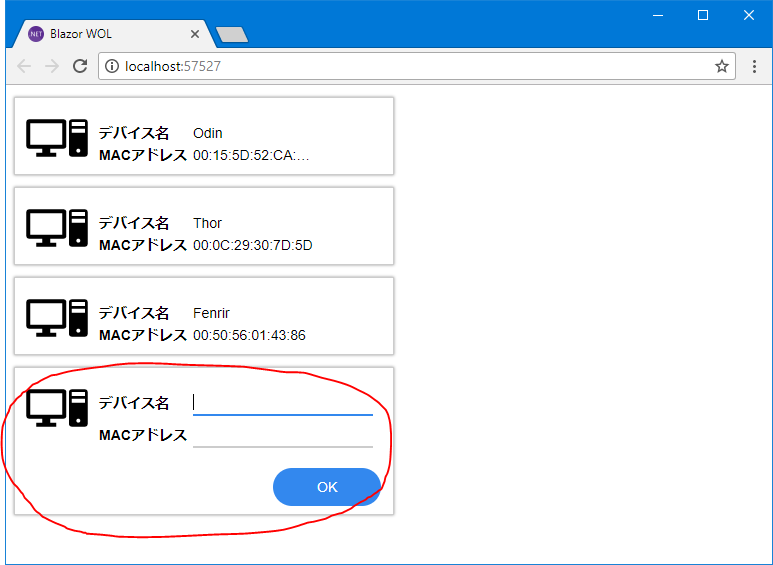 .NET Blazor WOL
localhost:57527
デバイス名 Odin
MACアドレス 00:15:5D:52:CA:...
デバイス名 Thor
MACアドレス 00:0C:29:30:7D:5D
デバイス名 Fenrir
MACアドレス 00:50:56:01:43:86
デバイス名
MACアドレス
OK